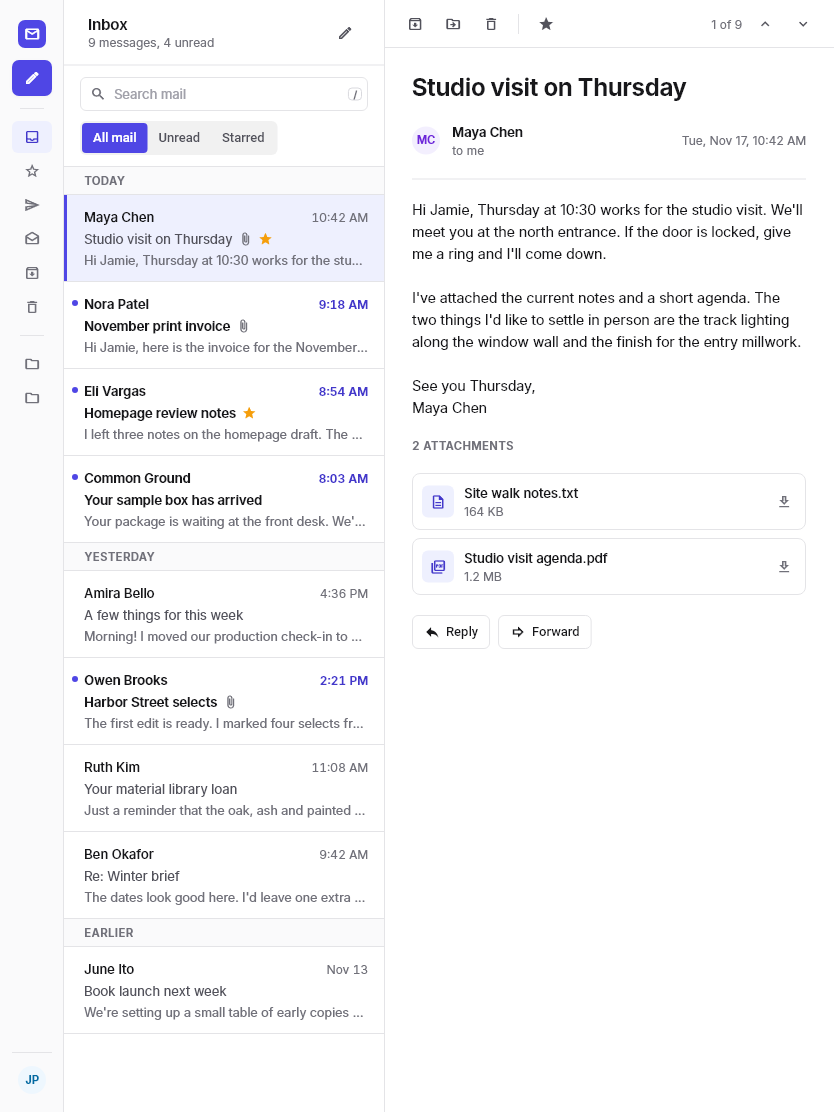 Inbox
9 messages, 4 unread
Search mail
/
All mail
Unread
Starred
TODAY
Maya Chen
10:42 AM
Studio visit on Thursday
Hi Jamie, Thursday at 10:30 works for the stu...
Nora Patel
9:18 AM
November print invoice
Hi Jamie, here is the invoice for the November...
Eli Vargas
8:54 AM
Homepage review notes
I left three notes on the homepage draft. The ...
Common Ground
8:03 AM
Your sample box has arrived
Your package is waiting at the front desk. We'...
YESTERDAY
Amira Bello
4:36 PM
A few things for this week
Morning! I moved our production check-in to ...
Owen Brooks
2:21 PM
Harbor Street selects
The first edit is ready. I marked four selects fr...
Ruth Kim
11:08 AM
Your material library loan
Just a reminder that the oak, ash and painted ...
Ben Okafor
9:42 AM
Re: Winter brief
The dates look good here. I'd leave one extra ...
EARLIER
June Ito
Nov 13
Book launch next week
We're setting up a small table of early copies ...
JP
1 of 9
Studio visit on Thursday
MC
Maya Chen
to me
Tue, Nov 17, 10:42 AM
Hi Jamie, Thursday at 10:30 works for the studio visit. We'll
meet you at the north entrance. If the door is locked, give
me a ring and I'll come down.
I've attached the current notes and a short agenda. The
two things I'd like to settle in person are the track lighting
along the window wall and the finish for the entry millwork.
See you Thursday,
Maya Chen
2 ATTACHMENTS
Site walk notes.txt
164 KB
Studio visit agenda.pdf
1.2 MB
Reply
Forward